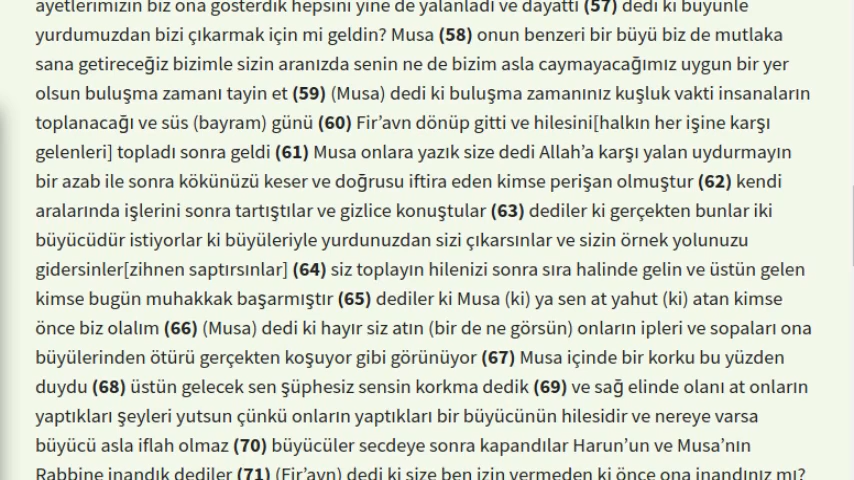 ayetlerimizin biz ona gösterdik hepsini yine de yalanladı ve dayattı (57) dedi ki büyünle
yurdumuzdan bizi çıkarmak için mi geldin? Musa (58) onun benzeri bir büyü biz de mutlaka
sana getireceğiz bizimle sizin aranızda senin ne de bizim asla caymayacağımız uygun bir yer
olsun buluşma zamanı tayin et (59) (Musa) dedi ki buluşma zamanınız kuşluk vakti insanaların
toplanacağı ve süs (bayram) günü (60) Fir’avn dönüp gitti ve hilesini[halkın her işine karşı
gelenleri] topladı sonra geldi (61) Musa onlara yazık size dedi Allah’a karşı yalan uydurmayın
bir azab ile sonra kökünüzü keser ve doğrusu iftira eden kimse perişan olmuştur (62) kendi
aralarında işlerini sonra tartıştılar ve gizlice konuştular (63) dediler ki gerçekten bunlar iki
büyücüdür istiyorlar ki büyüleriyle yurdunuzdan sizi çıkarsınlar ve sizin örnek yolunuzu
gidersinler[zihnen saptırsınlar] (64) siz toplayın hilenizi sonra sıra halinde gelin ve üstün gelen
kimse bugün muhakkak başarmıştır (65) dediler ki Musa (ki) ya sen at yahut (ki) atan kimse
önce biz olalım (66) (Musa) dedi ki hayır siz atın (bir de ne görsün) onların ipleri ve sopaları ona
büyülerinden ötürü gerçekten koşuyor gibi görünüyor (67) Musa içinde bir korku bu yüzden
duydu (68) üstün gelecek sen şüphesiz sensin korkma dedik (69) ve sağ elinde olanı at onların
yaptıkları şeyleri yutsun çünkü onların yaptıkları bir büyücünün hilesidir ve nereye varsa
büyücü asla iflah olmaz (70) büyücüler secdeye sonra kapandılar Harun’un ve Musa’nın
Rabbine inandık dediler (71) (Fir’avn) dedi ki size ben izin vermeden ki önce ona inandınız mı?